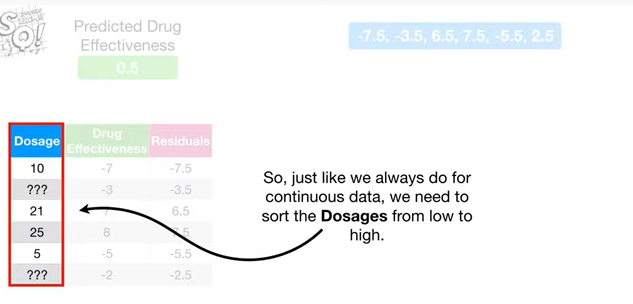 SQ!
Predicted Drug
Effectiveness
0.5
-7.5, -3.5, 6.5, 7.5, -5.5, 2.5
Dosage Drug Effectiveness Residuals
10 -7 -7.5
??? -3 -3.5
21 7 6.5
25 8 7.5
5 -5 -5.5
??? -2 -2.5
So, just like we always do for
continuous data, we need to
sort the Dosages from low to
high.